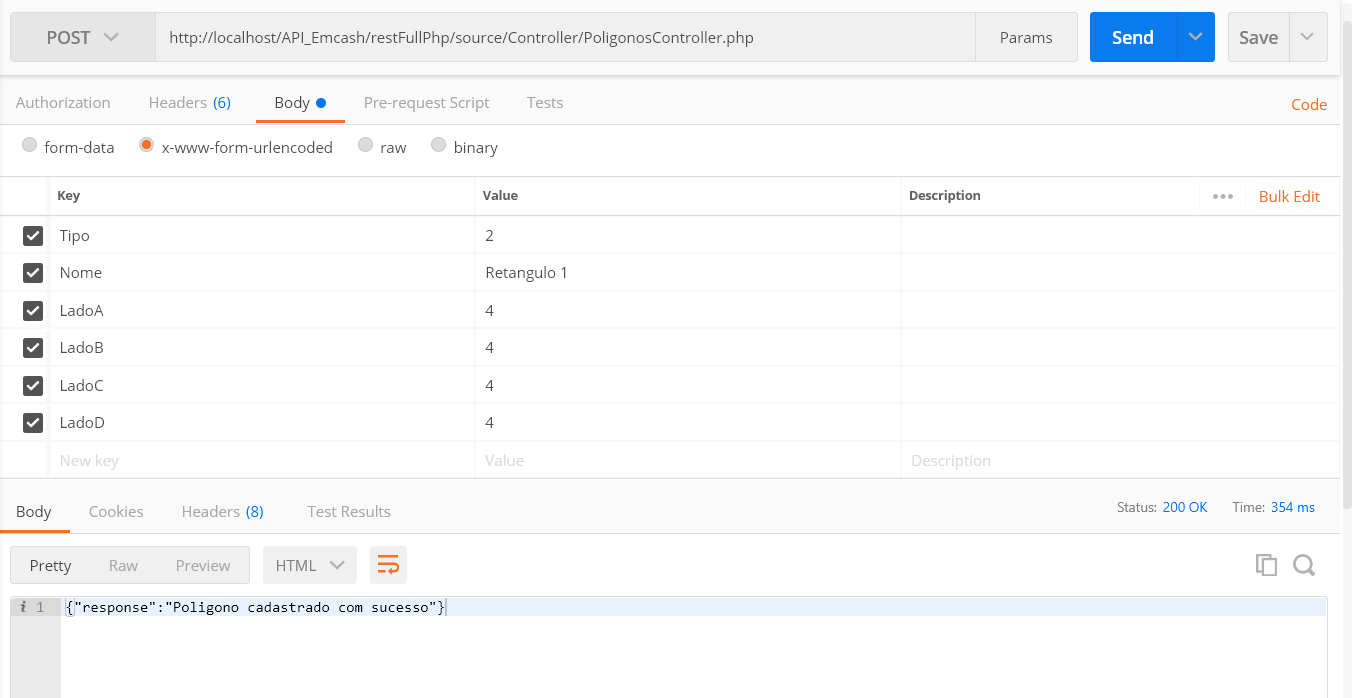 POST http://localhost/API_Emcash/restFullPhp/source/Controller/PoligonosController.php Params Send Save
Authorization Headers (6) Body Pre-request Script Tests Code
form-data x-www-form-urlencoded raw binary
Key Value Description ••• Bulk Edit
Tipo 2
Nome Retangulo 1
LadoA 4
LadoB 4
LadoC 4
LadoD 4
New key Value Description
Body Cookies Headers (8) Test Results Status: 200 OK Time: 354 ms
Pretty Raw Preview HTML
i 1 {"response":"Poligono cadastrado com sucesso"}